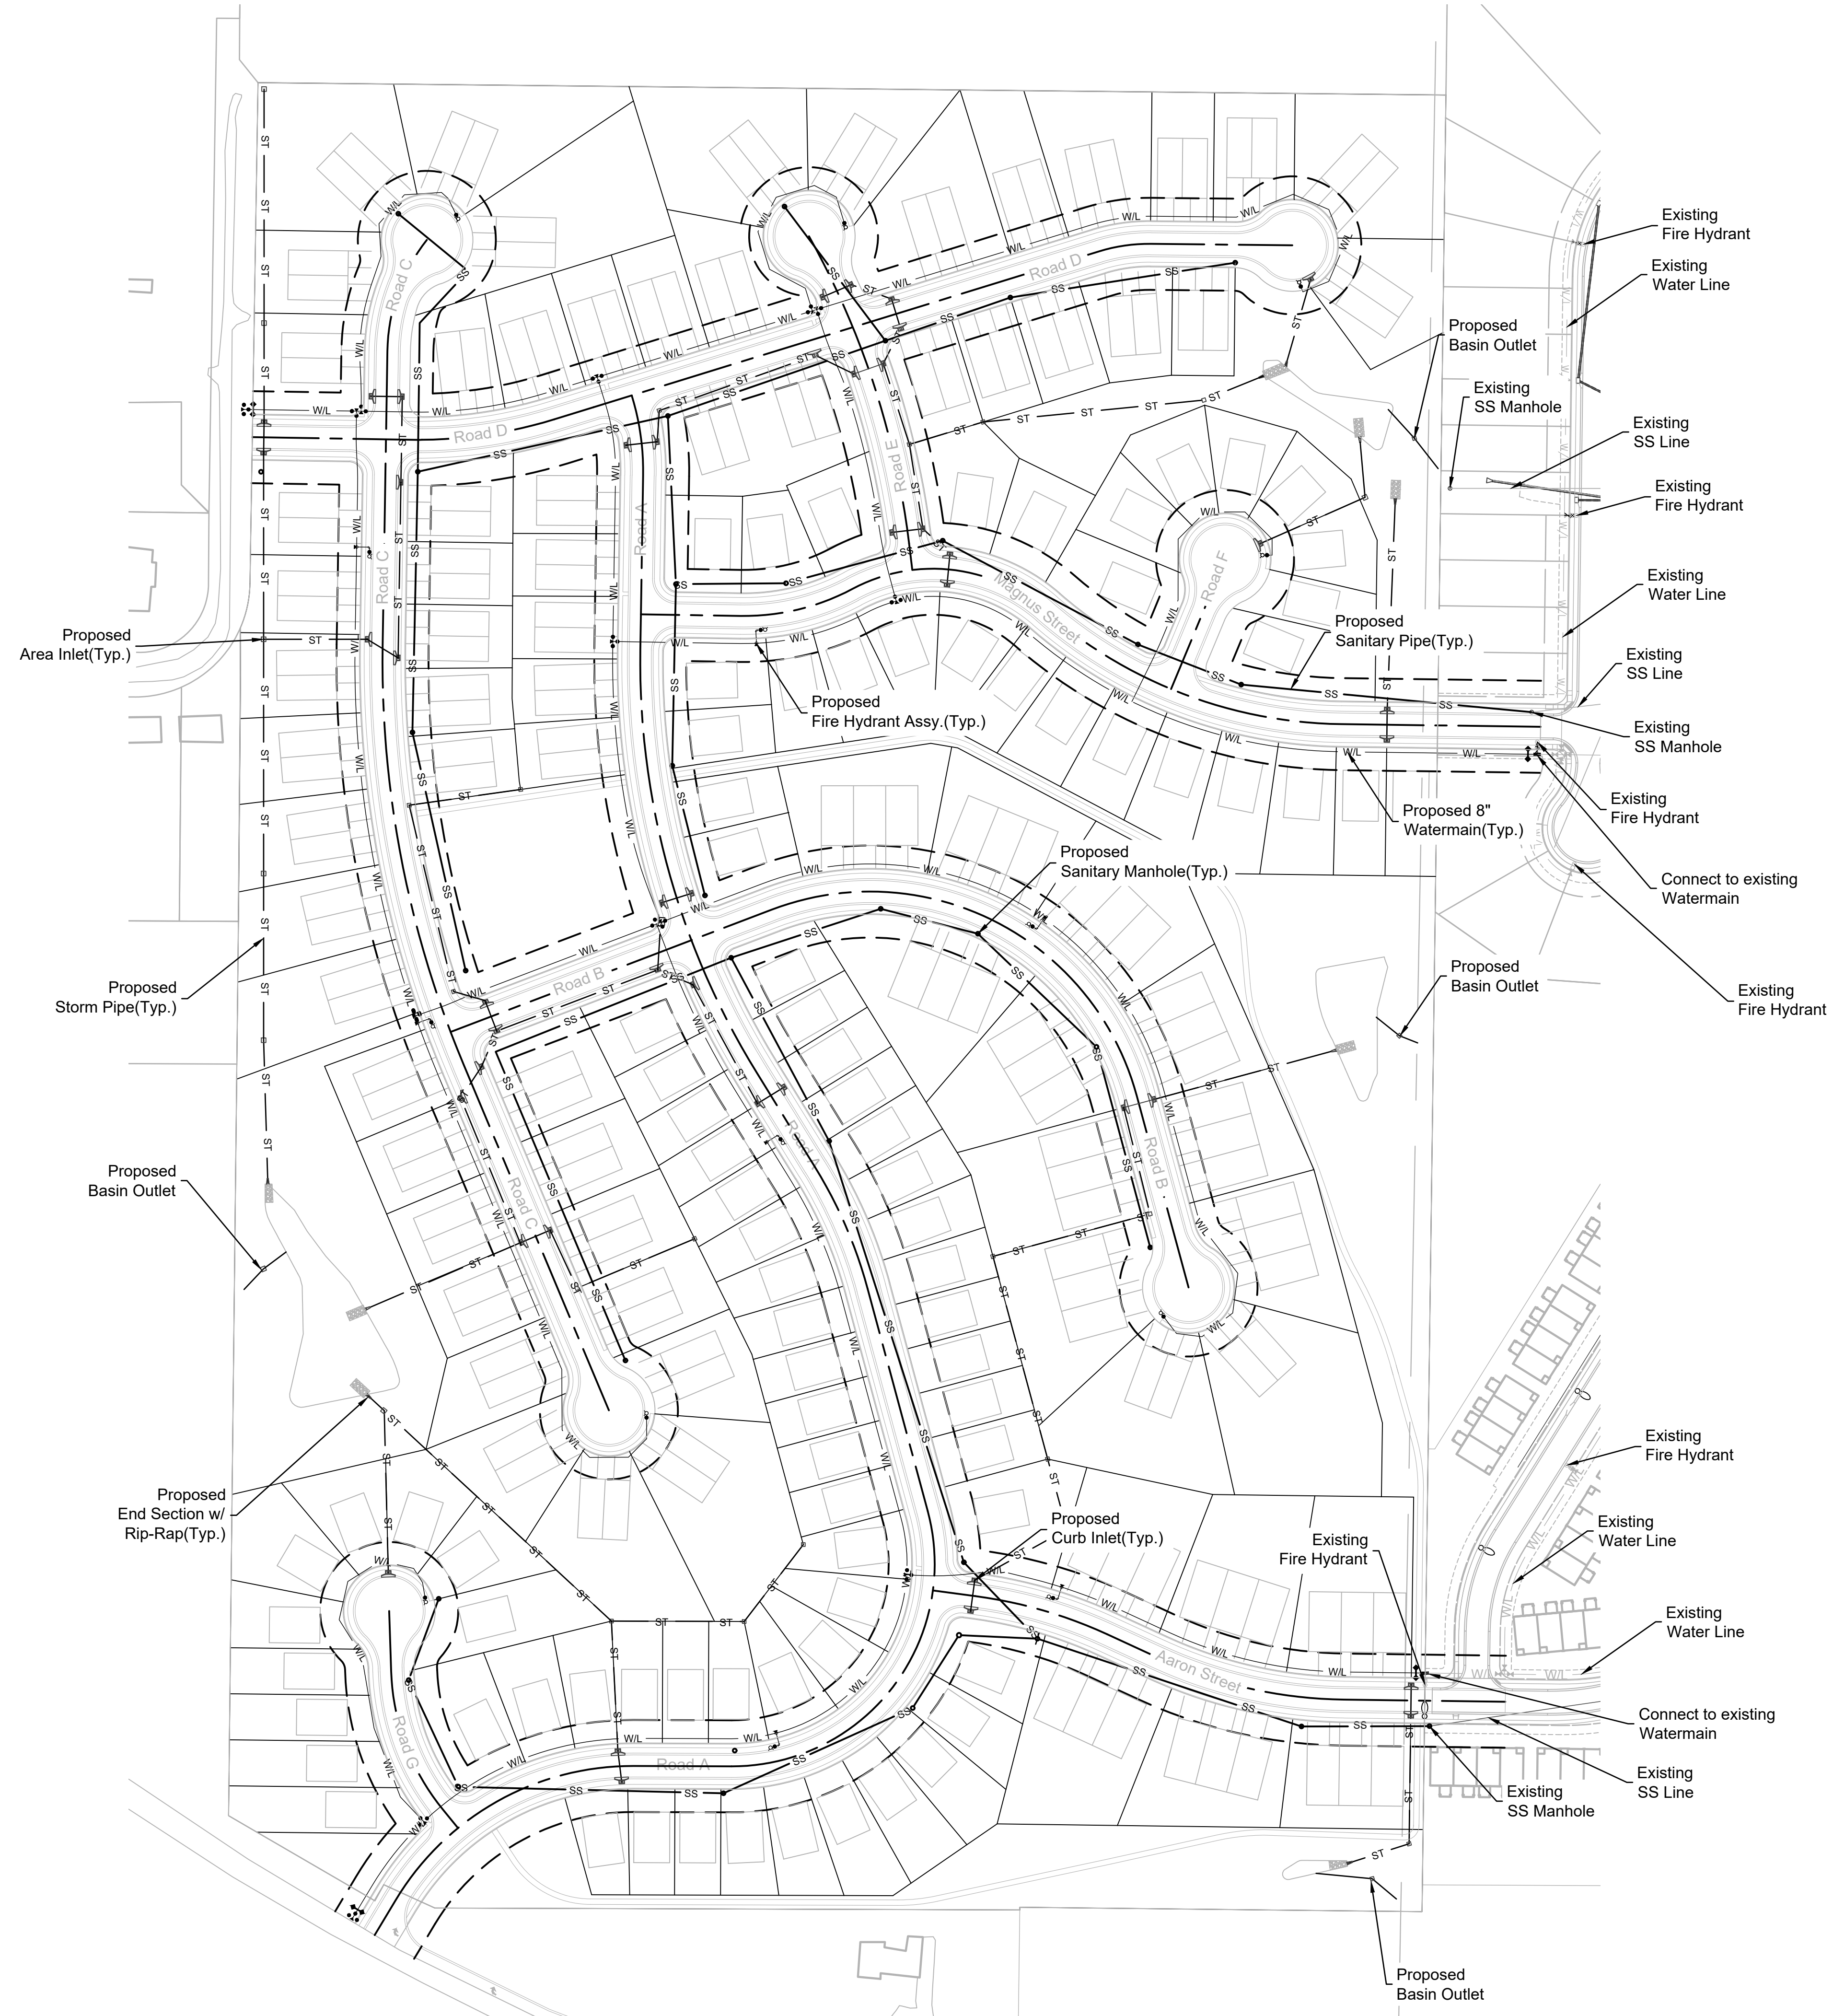 Existing
Fire Hydrant
Existing
Water Line
Proposed
Basin Outlet
Existing
SS Manhole
Existing
SS Line
Existing
Fire Hydrant
Existing
Water Line
Proposed
Sanitary Pipe(Typ.)
Existing
SS Line
Existing
SS Manhole
Proposed
Area Inlet(Typ.)
Proposed
Fire Hydrant Assy.(Typ.)
Existing
Fire Hydrant
Proposed 8"
Watermain(Typ.)
Proposed
Sanitary Manhole(Typ.)
Connect to existing
Watermain
Proposed
Storm Pipe(Typ.)
Proposed
Basin Outlet
Existing
Fire Hydrant
Proposed
Basin Outlet
Existing
Fire Hydrant
Proposed
End Section w/
Rip-Rap(Typ.)
Proposed
Curb Inlet(Typ.)
Existing
Fire Hydrant
Existing
Water Line
Existing
Water Line
Connect to existing
Watermain
Existing
SS Line
Existing
SS Manhole
Proposed
Basin Outlet
Road C
Road D
Road D
Road E
Road A
Road C
Road F
Magnus Street
Road B
Road A
Road C
Road B
Aaron Street
Road G
Road A
W/L
SS
ST